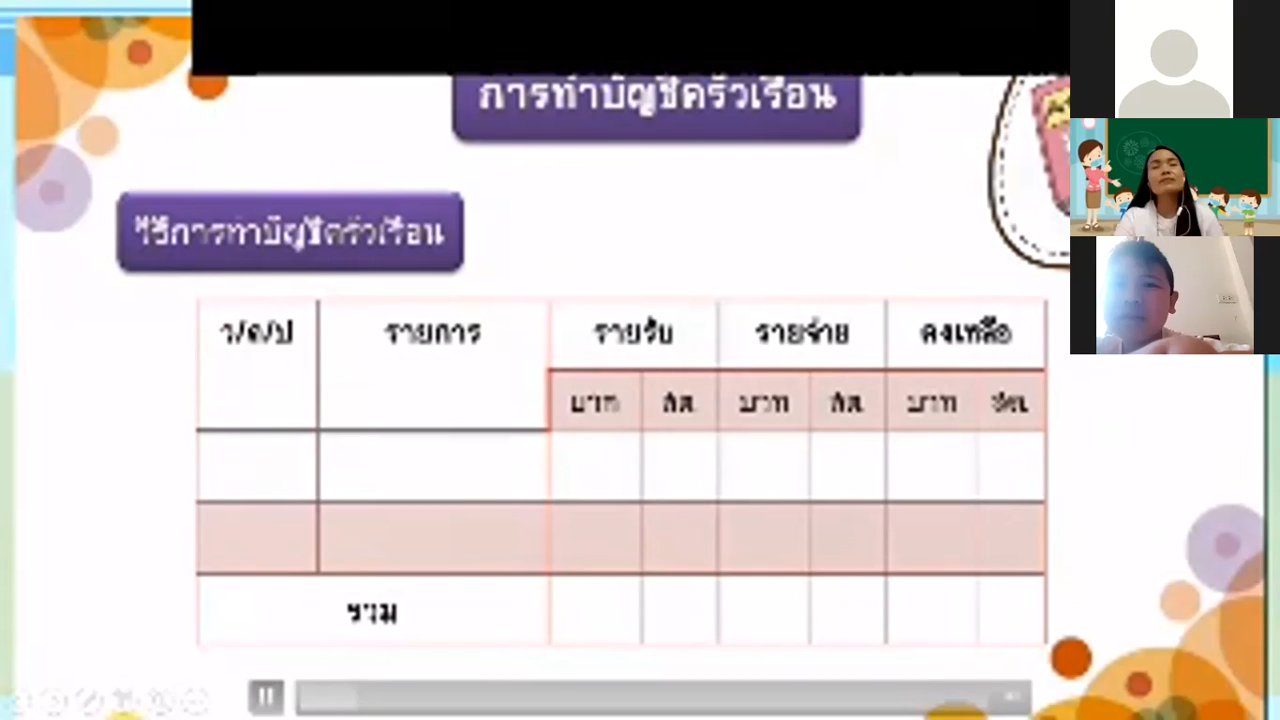 การทำบัญชีครัวเรือน
วิธีการทำบัญชีครัวเรือน
ว/ด/ป รายการ รายรับ รายจ่าย คงเหลือ
บาท สต. บาท สต. บาท สต.
รวม